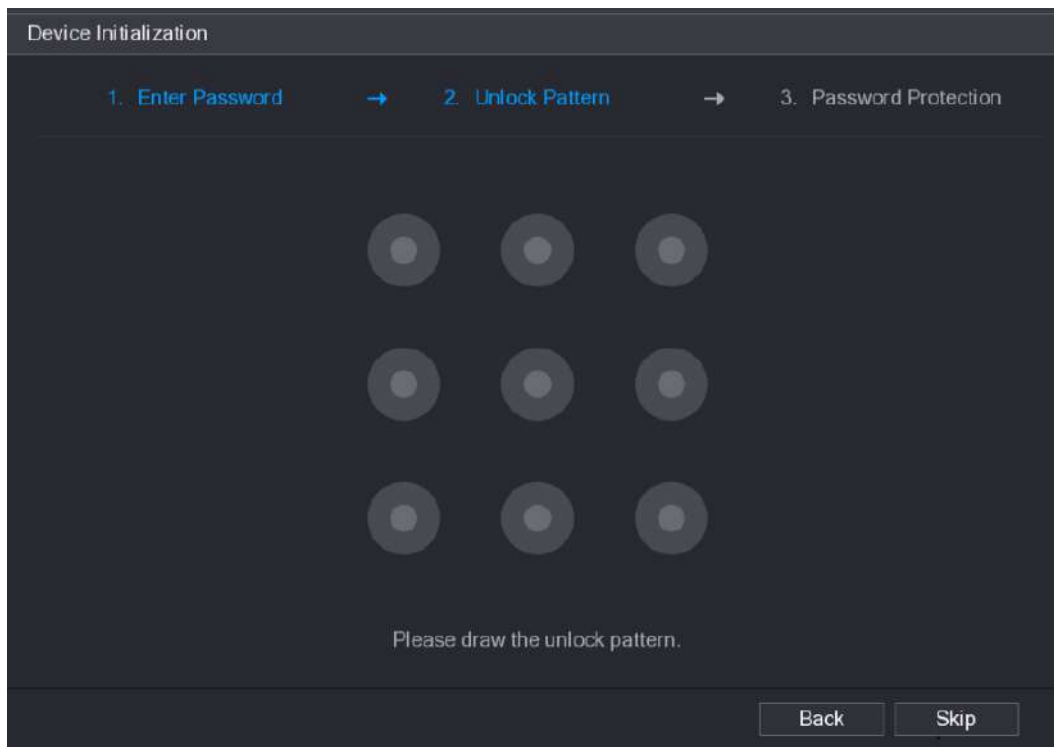 Device Initialization
1. Enter Password → 2. Unlock Pattern → 3. Password Protection
Please draw the unlock pattern.
Back Skip